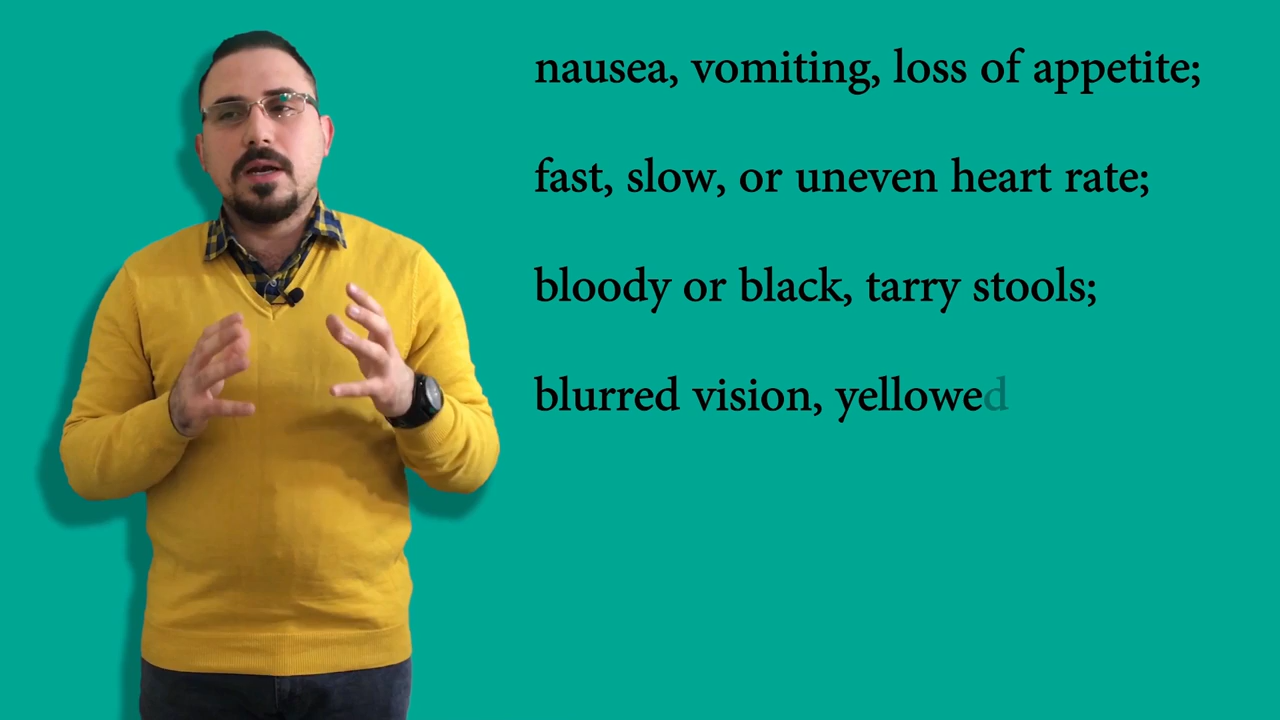 nausea, vomiting, loss of appetite;
fast, slow, or uneven heart rate;
bloody or black, tarry stools;
blurred vision, yellowed